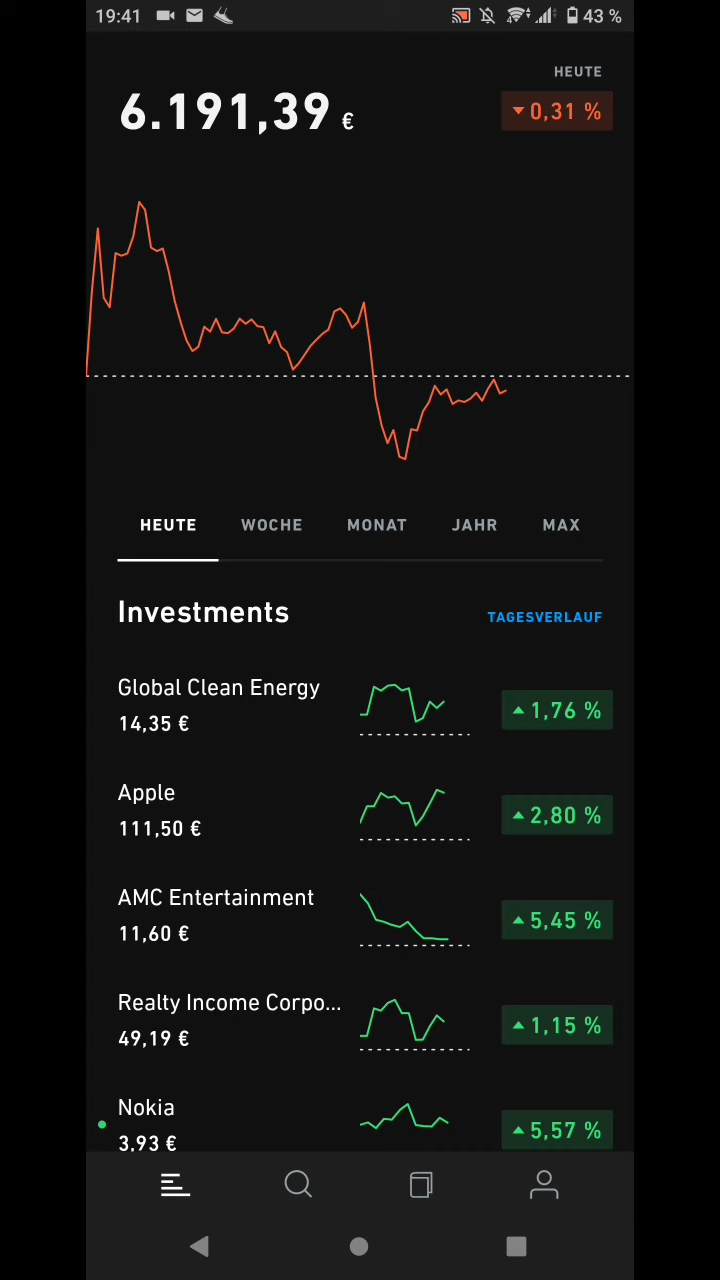 19:41
43 %
HEUTE
6.191,39 €
0,31 %
HEUTE WOCHE MONAT JAHR MAX
Investments
TAGESVERLAUF
Global Clean Energy
14,35 €
1,76 %
Apple
111,50 €
2,80 %
AMC Entertainment
11,60 €
5,45 %
Realty Income Corpo...
49,19 €
1,15 %
Nokia
3,93 €
5,57 %